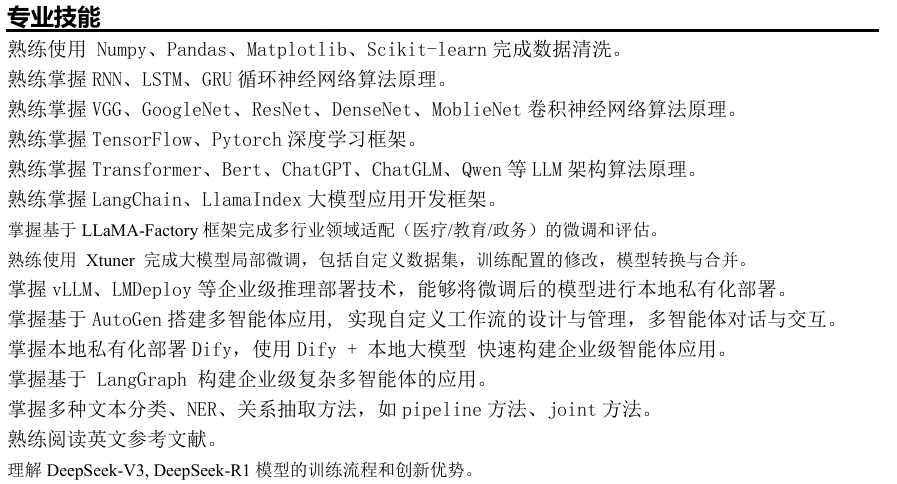 专业技能
熟练使用 Numpy、Pandas、Matplotlib、Scikit-learn 完成数据清洗。
熟练掌握 RNN、LSTM、GRU 循环神经网络算法原理。
熟练掌握 VGG、GoogleNet、ResNet、DenseNet、MoblieNet 卷积神经网络算法原理。
熟练掌握 TensorFlow、Pytorch 深度学习框架。
熟练掌握 Transformer、Bert、ChatGPT、ChatGLM、Qwen 等 LLM 架构算法原理。
熟练掌握 LangChain、LlamaIndex 大模型应用开发框架。
掌握基于 LLaMA-Factory 框架完成多行业领域适配（医疗/教育/政务）的微调和评估。
熟练使用 Xtuner 完成大模型局部微调，包括自定义数据集，训练配置的修改，模型转换与合并。
掌握 vLLM、LMDeploy 等企业级推理部署技术，能够将微调后的模型进行本地私有化部署。
掌握基于 AutoGen 搭建多智能体应用, 实现自定义工作流的设计与管理，多智能体对话与交互。
掌握本地私有化部署 Dify，使用 Dify + 本地大模型 快速构建企业级智能体应用。
掌握基于 LangGraph 构建企业级复杂多智能体的应用。
掌握多种文本分类、NER、关系抽取方法，如 pipeline 方法、joint 方法。
熟练阅读英文参考文献。
理解 DeepSeek-V3, DeepSeek-R1 模型的训练流程和创新优势。